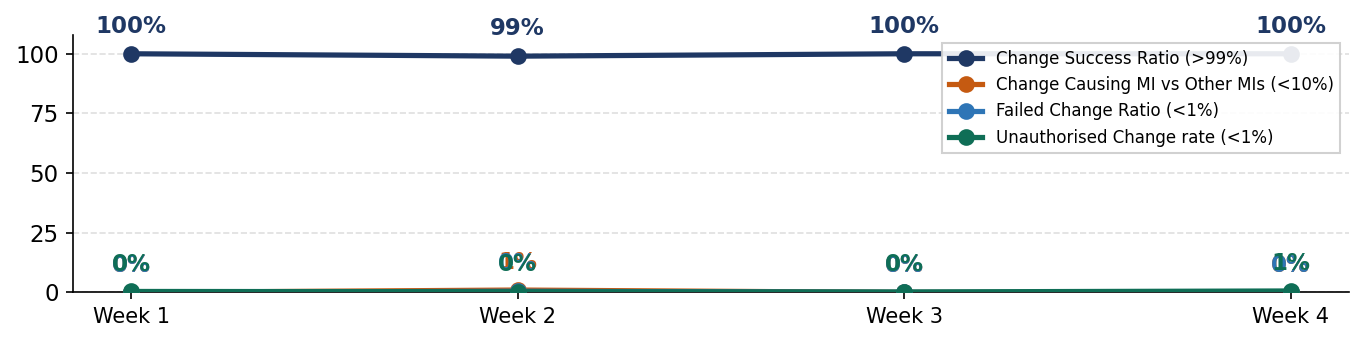 100% 99% 100% 100%
100
Change Success Ratio (>99%)
Change Causing MI vs Other MIs (<10%)
75
Failed Change Ratio (<1%)
Unauthorised Change rate (<1%)
50
25
0% 0% 0% 1%
0
Week 1 Week 2 Week 3 Week 4